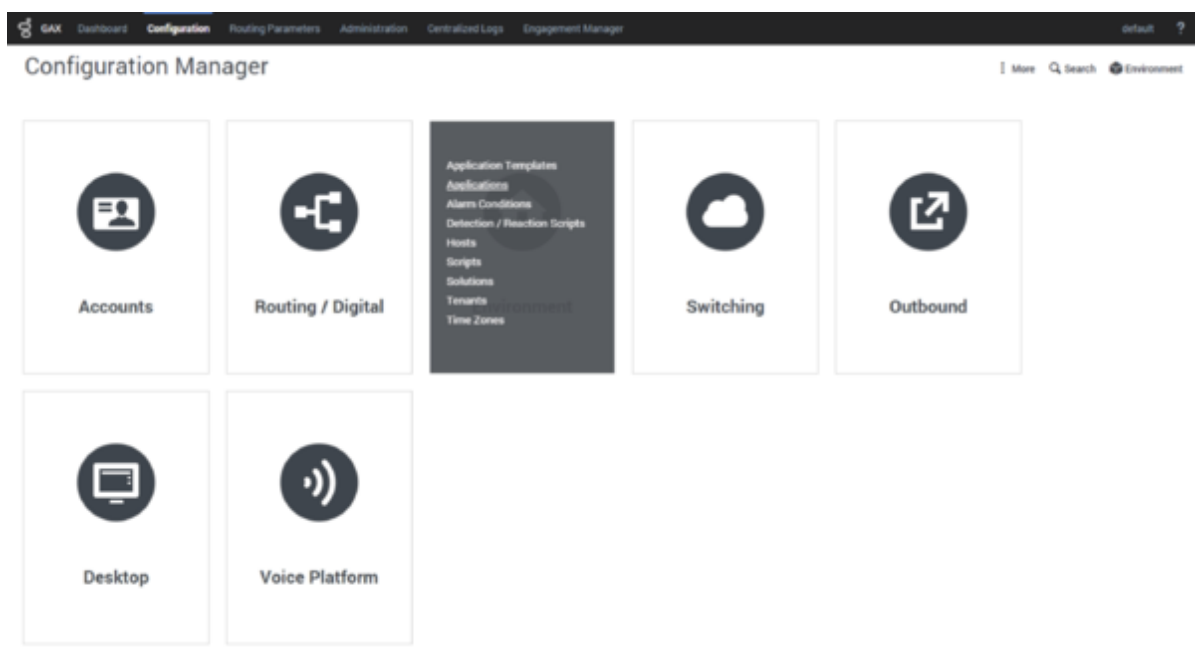 GAX Dashboard Configuration Routing Parameters Administration Centralized Logs Engagement Manager default ?
Configuration Manager
More Search Environment
Application Templates
Applications
Alarm Conditions
Detection / Reaction Scripts
Hosts
Scripts
Solutions
Tenants
Time Zones
Accounts Routing / Digital Environment Switching Outbound
Desktop Voice Platform